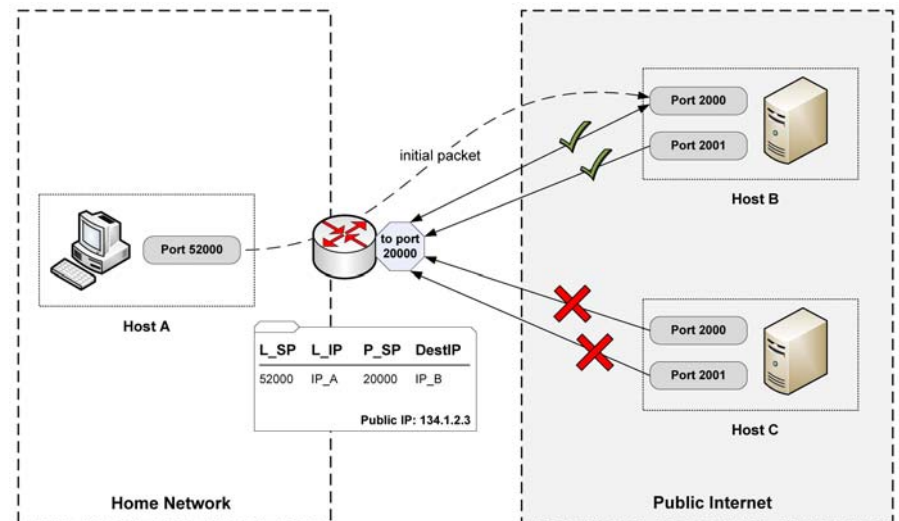 Port 2000
initial packet
Port 2001
Host B
Port 52000
to port
20000
Host A
Port 2000
L_SP L_IP P_SP DestIP
52000 IP_A 20000 IP_B
Port 2001
Public IP: 134.1.2.3
Host C
Home Network
Public Internet